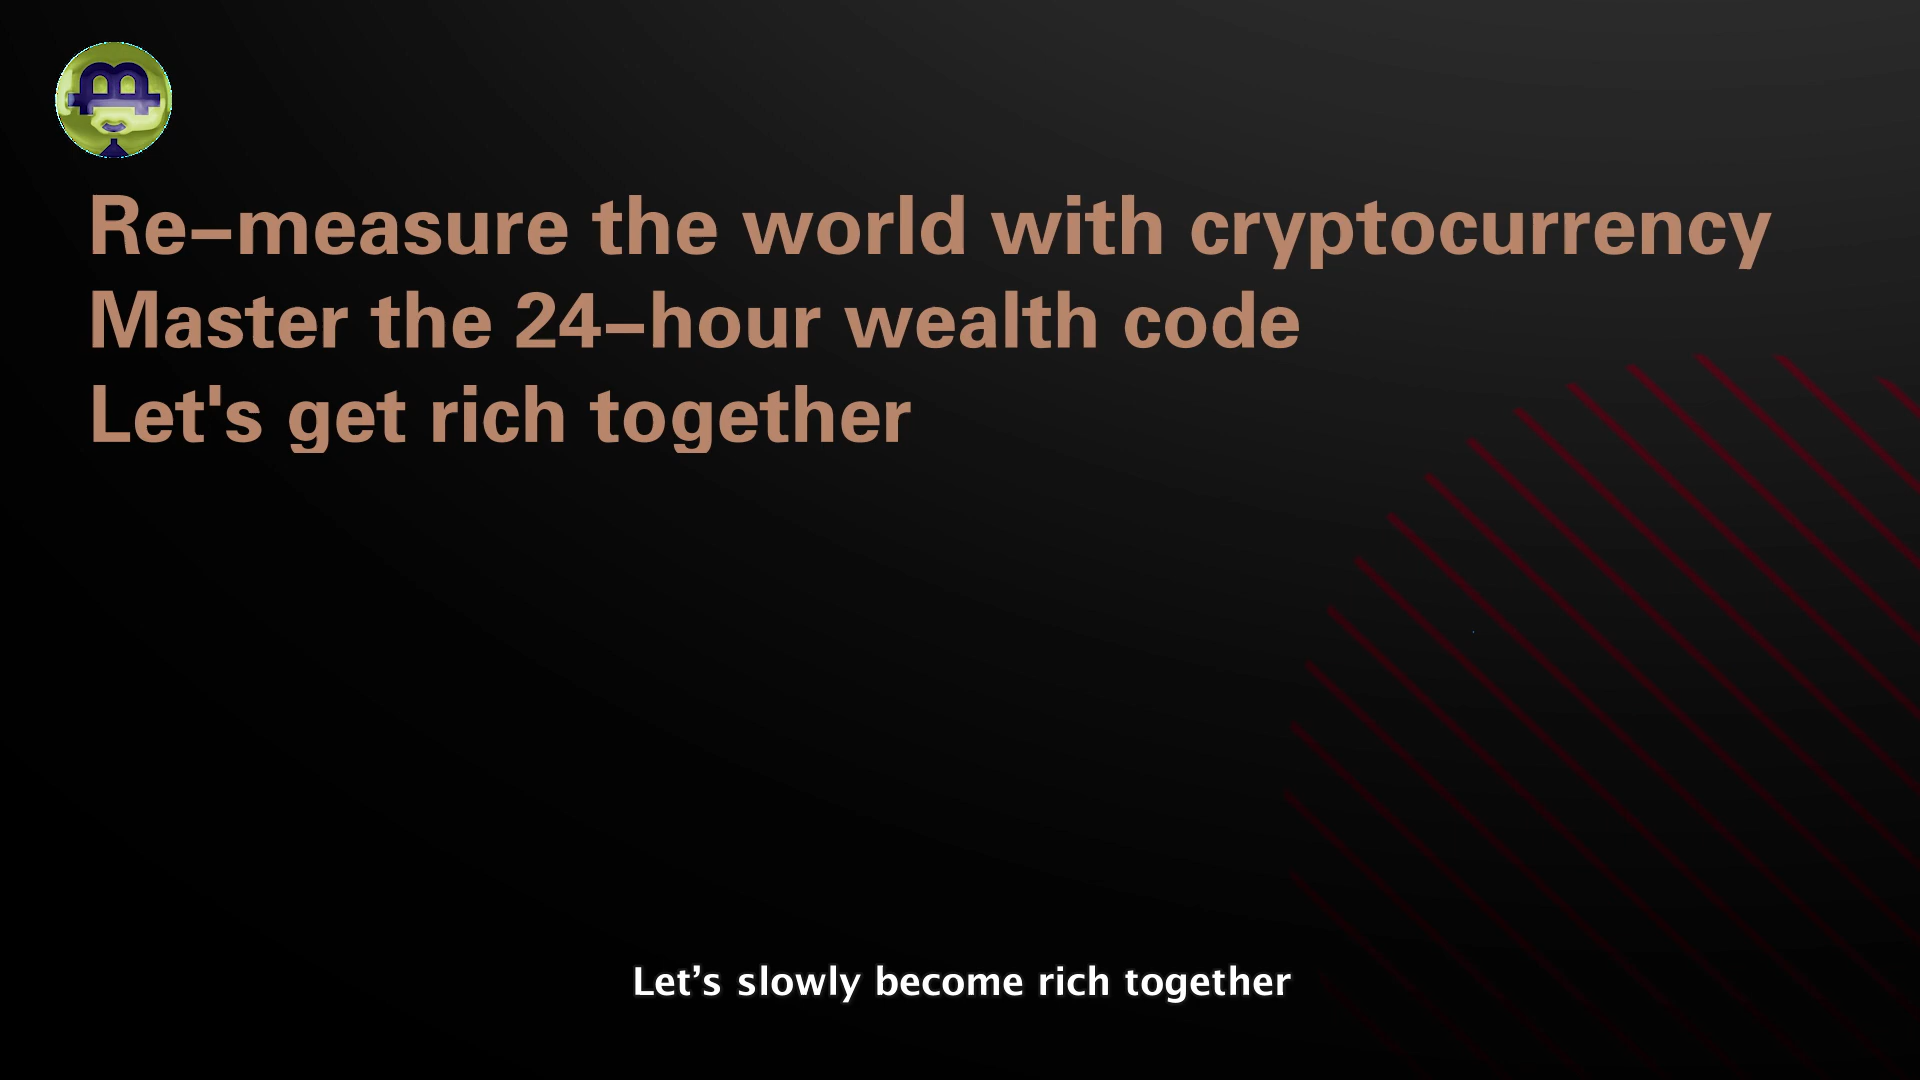 Re–measure the world with cryptocurrency
Master the 24–hour wealth code
Let's get rich together
Let’s slowly become rich together